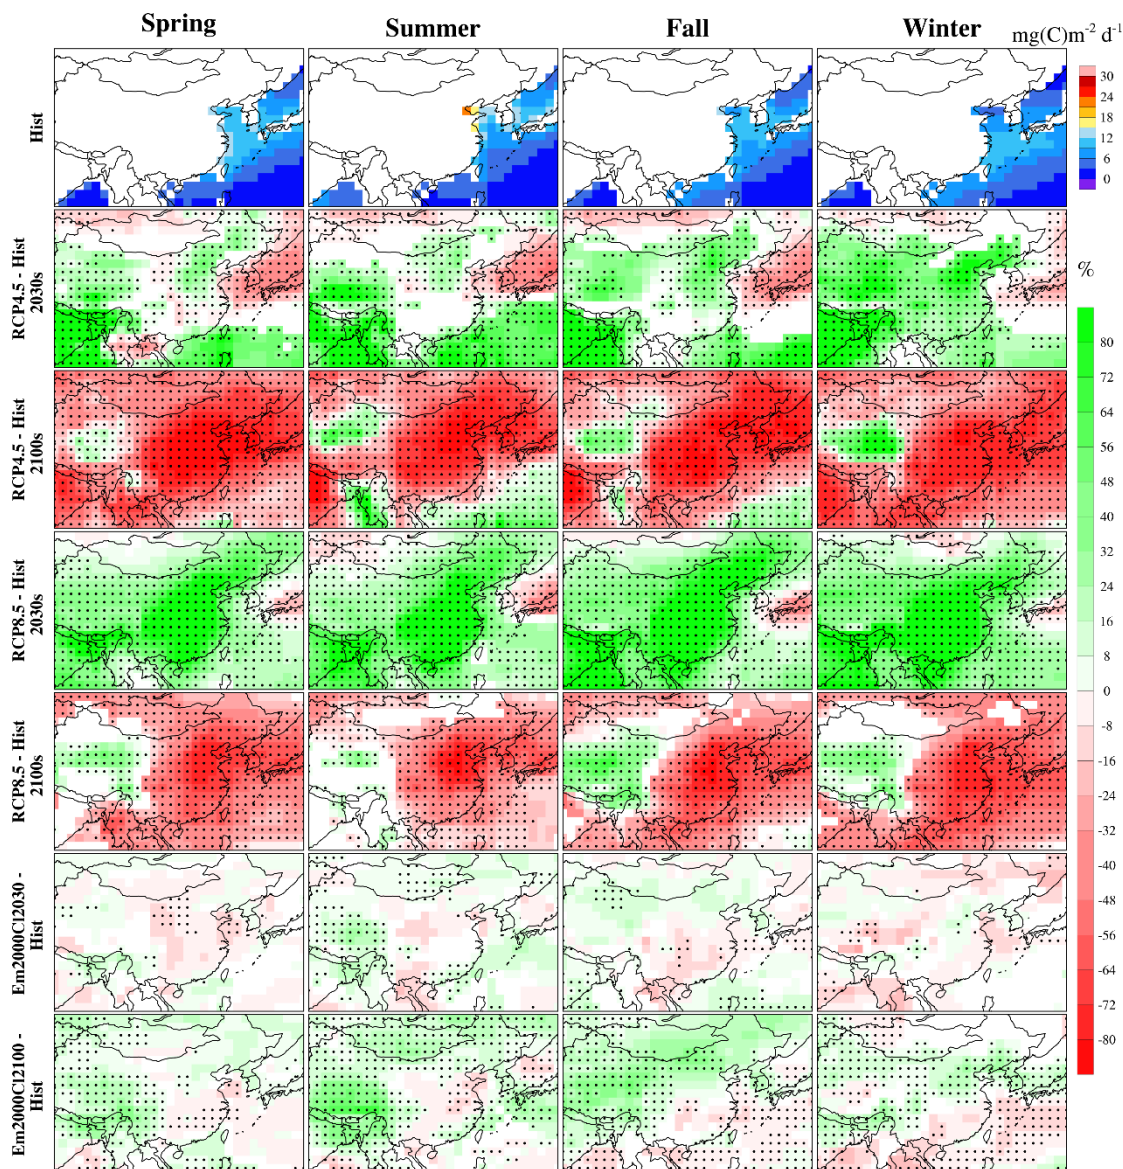 Spring
Summer
Fall
Winter
mg(C)m⁻² d⁻¹
Hist
30
24
18
12
6
0
RCP4.5 - Hist
2030s
%
RCP4.5 - Hist
2100s
RCP8.5 - Hist
2030s
RCP8.5 - Hist
2100s
Em2000Cl2030 -
Hist
Em2000Cl2100 -
Hist
80
72
64
56
48
40
32
24
16
8
0
-8
-16
-24
-32
-40
-48
-56
-64
-72
-80